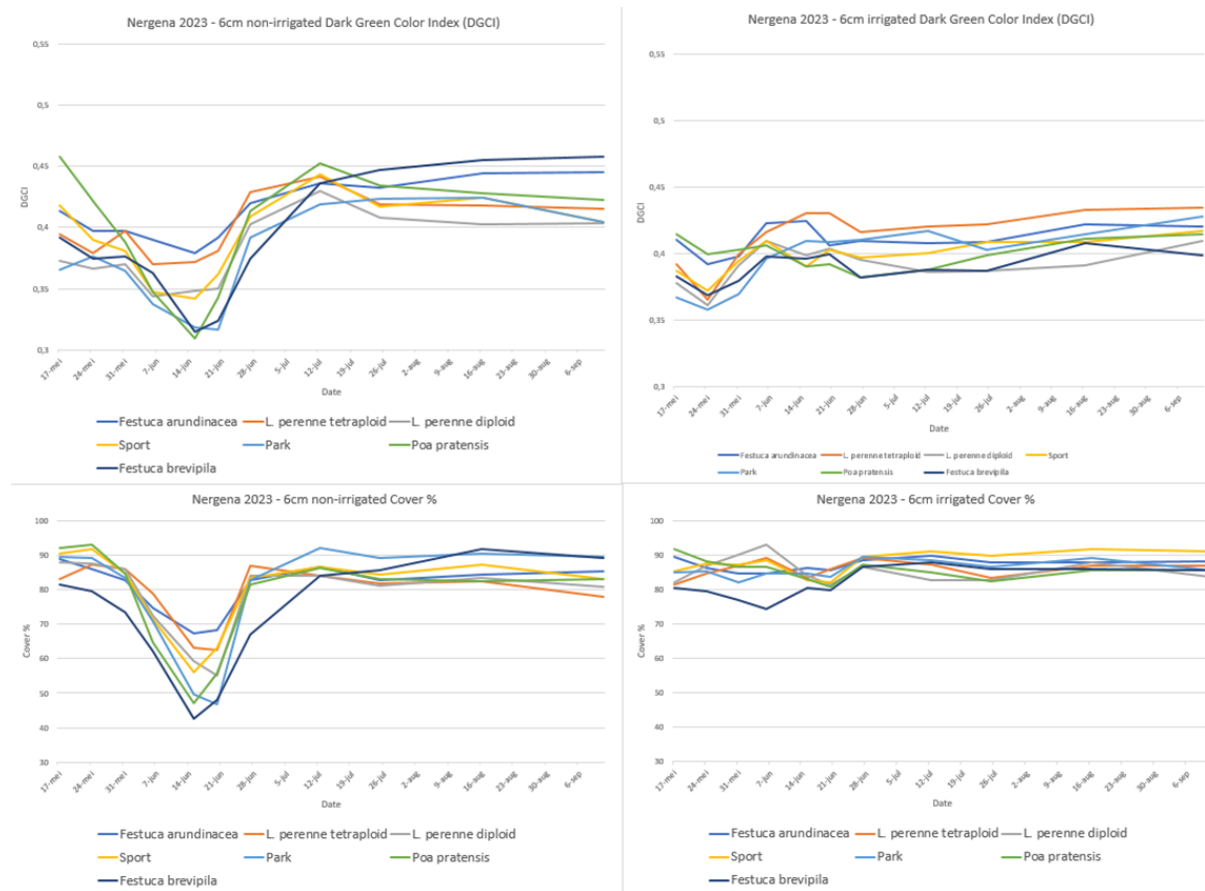 Nergena 2023 - 6cm non-irrigated Dark Green Color Index (DGCI)
0,55
0,5
0,45
0,4
0,35
0,3
DGCI
17-mei 24-mei 31-mei 7-jun 14-jun 21-jun 28-jun 5-jul 12-jul 19-jul 26-jul 2-aug 9-aug 16-aug 23-aug 30-aug 6-sep
Date
Festuca arundinacea L. perenne tetraploid L. perenne diploid
Sport Park Poa pratensis
Festuca brevipila
Nergena 2023 - 6cm irrigated Dark Green Color Index (DGCI)
0,55
0,5
0,45
0,4
0,35
0,3
DGCI
17-mei 24-mei 31-mei 7-jun 14-jun 21-jun 28-jun 5-jul 12-jul 19-jul 26-jul 2-aug 9-aug 16-aug 23-aug 30-aug 6-sep
Date
Festuca arundinacea L. perenne tetraploid L. perenne diploid Sport
Park Poa pratensis Festuca brevipila
Nergena 2023 - 6cm non-irrigated Cover %
100
90
80
70
60
50
40
30
Cover %
17-mei 24-mei 31-mei 7-jun 14-jun 21-jun 28-jun 5-jul 12-jul 19-jul 26-jul 2-aug 9-aug 16-aug 23-aug 30-aug 6-sep
Date
Festuca arundinacea L. perenne tetraploid L. perenne diploid
Sport Park Poa pratensis
Festuca brevipila
Nergena 2023 - 6cm irrigated Cover %
100
90
80
70
60
50
40
30
Cover %
17-mei 24-mei 31-mei 7-jun 14-jun 21-jun 28-jun 5-jul 12-jul 19-jul 26-jul 2-aug 9-aug 16-aug 23-aug 30-aug 6-sep
Date
Festuca arundinacea L. perenne tetraploid L. perenne diploid
Sport Park Poa pratensis
Festuca brevipila